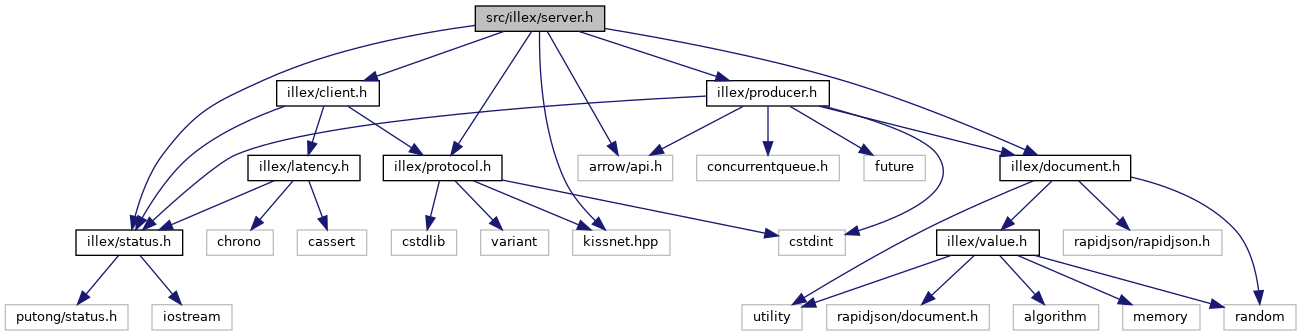 src/illex/server.h
illex/client.h
illex/producer.h
illex/latency.h
illex/protocol.h
arrow/api.h
concurrentqueue.h
future
illex/document.h
illex/status.h
chrono
cassert
cstdlib
variant
kissnet.hpp
cstdint
illex/value.h
rapidjson/rapidjson.h
putong/status.h
iostream
utility
rapidjson/document.h
algorithm
memory
random